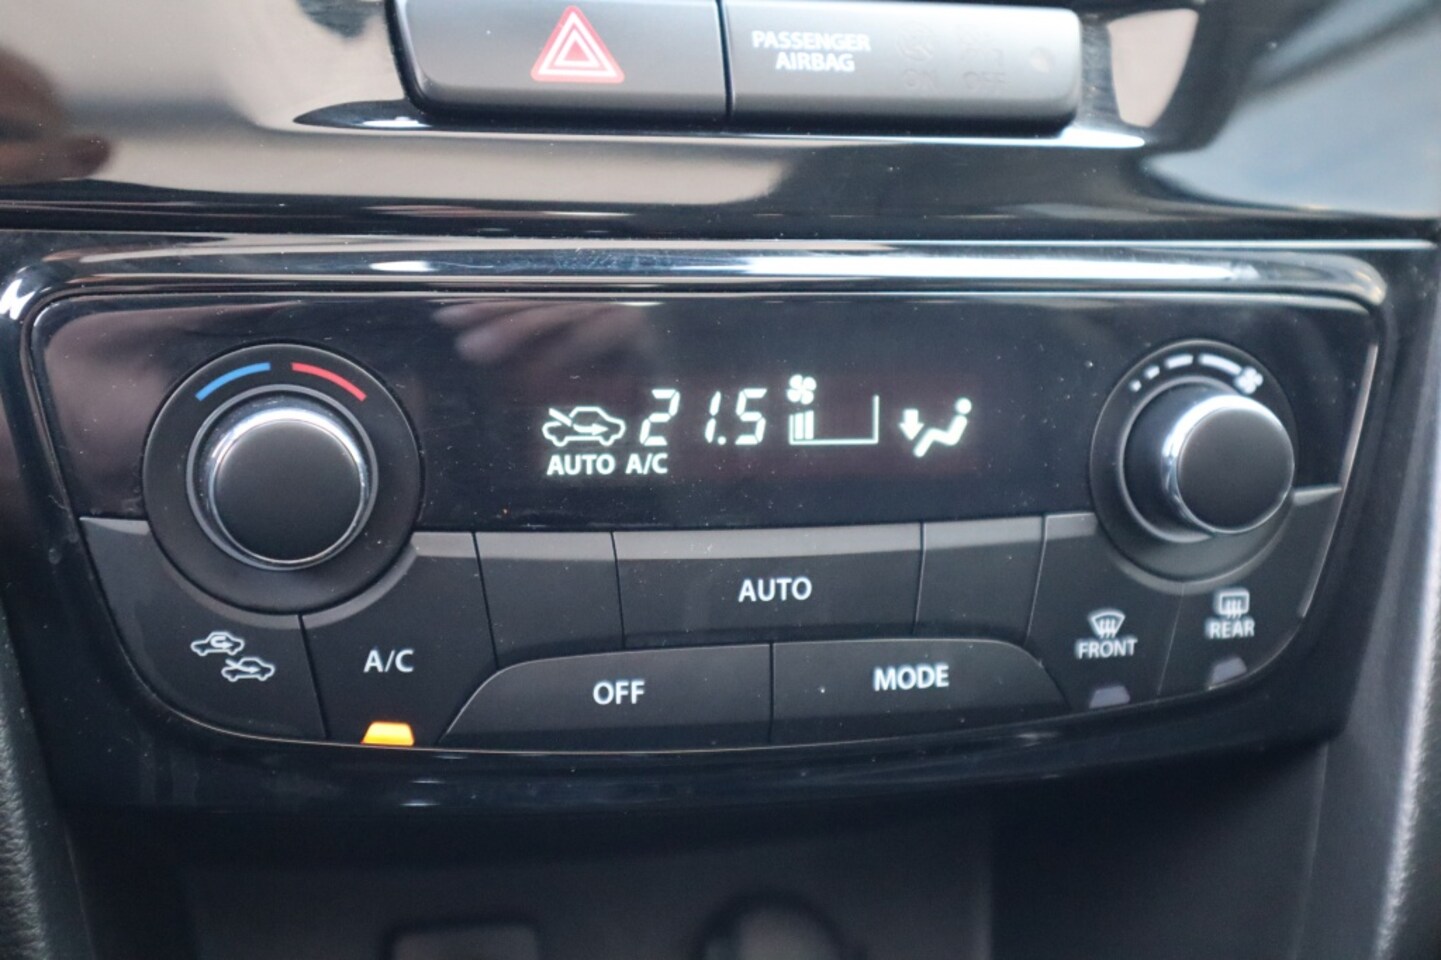 PASSENGER
AIRBAG
21.5
AUTO A/C
AUTO
A/C
OFF
MODE
FRONT
REAR